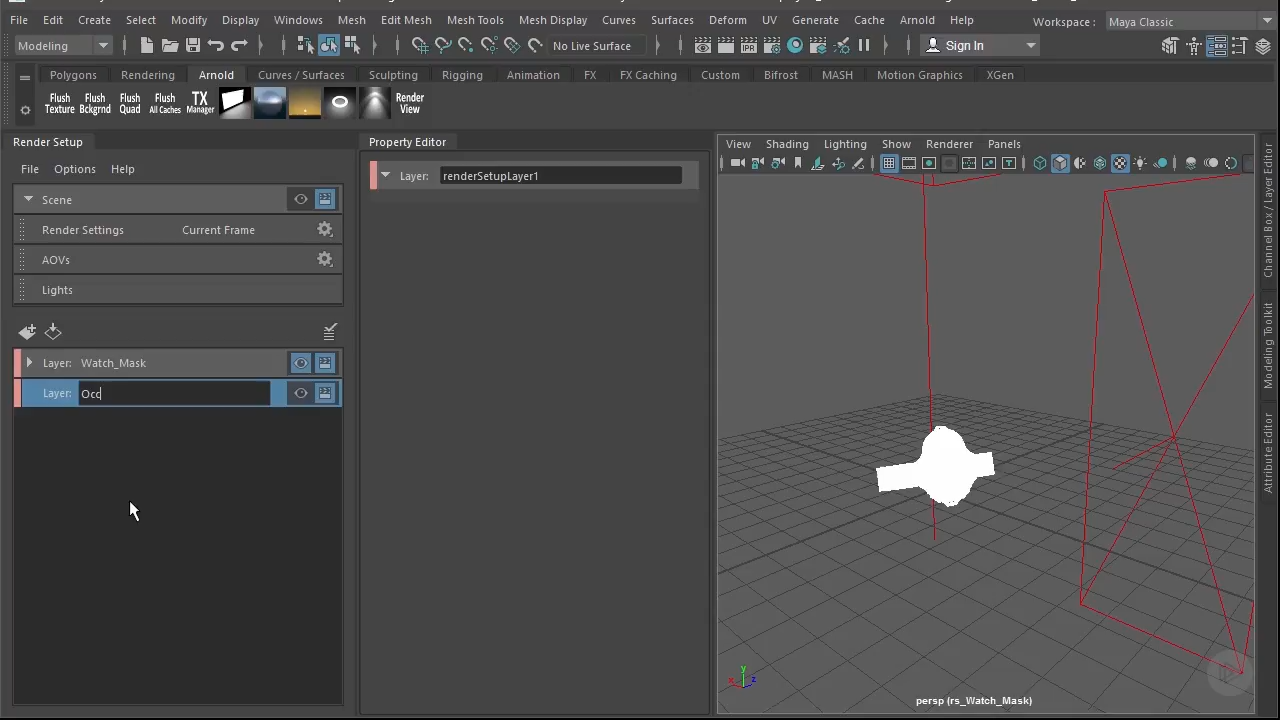 File Edit Create Select Modify Display Windows Mesh Edit Mesh Mesh Tools Mesh Display Curves Surfaces Deform UV Generate Cache Arnold Help Workspace : Maya Classic
Modeling No Live Surface Sign In
Polygons Rendering Arnold Curves / Surfaces Sculpting Rigging Animation FX FX Caching Custom Bifrost MASH Motion Graphics XGen
Flush Texture Flush Bckgrnd Flush Quad Flush All Caches TX Manager Render View
Render Setup
File Options Help
Scene
Render Settings Current Frame
AOVs
Lights
Layer: Watch_Mask
Layer: Occ
Property Editor
Layer: renderSetupLayer1
View Shading Lighting Show Renderer Panels
IPR
y
x
z
persp (rs_Watch_Mask)
Channel Box / Layer Editor
Modeling Toolkit
Attribute Editor